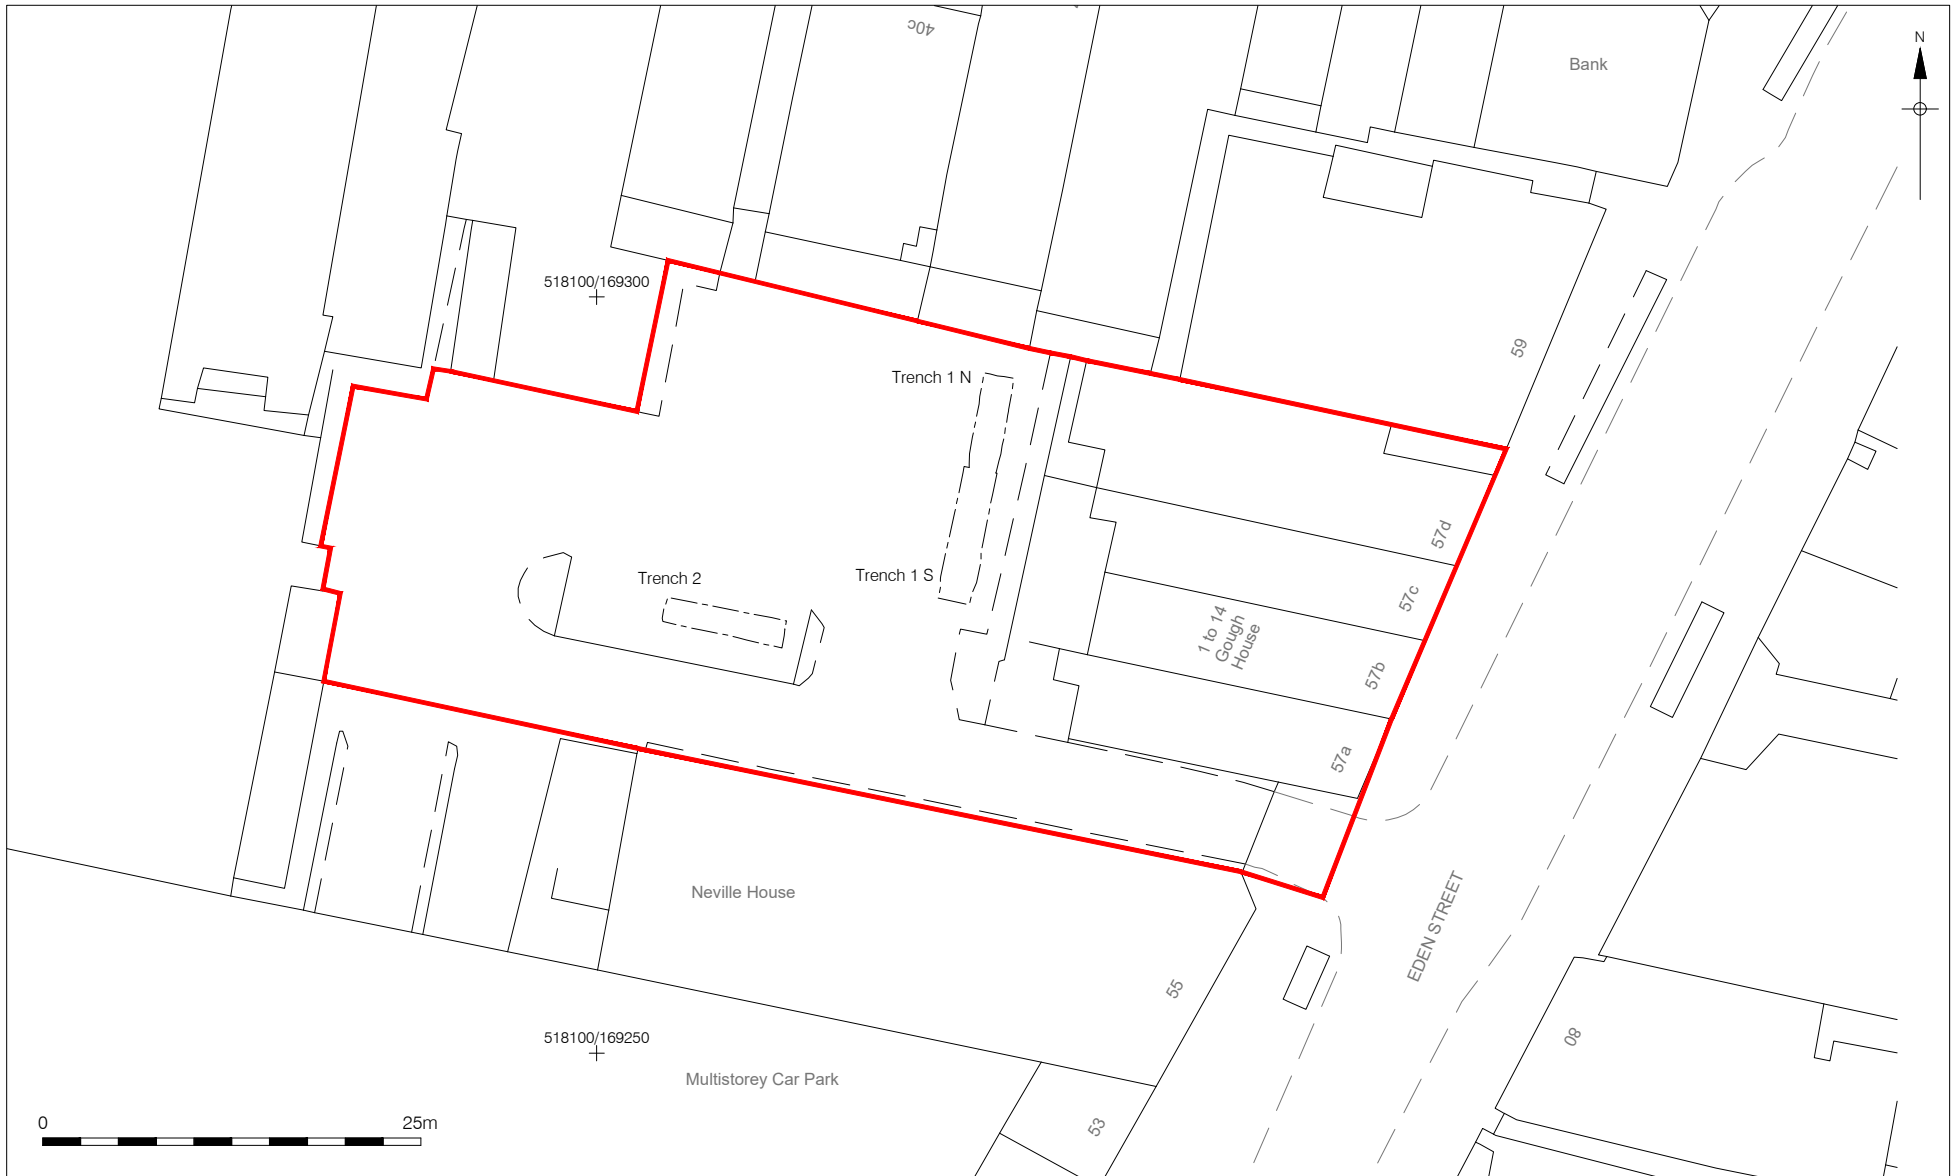 40c
Bank
N
518100/169300
59
Trench 1 N
57d
Trench 1 S
Trench 2
57c
1 to 14
Gough
House
57b
57a
Neville House
EDEN STREET
55
80
518100/169250
Multistorey Car Park
53
0 25m